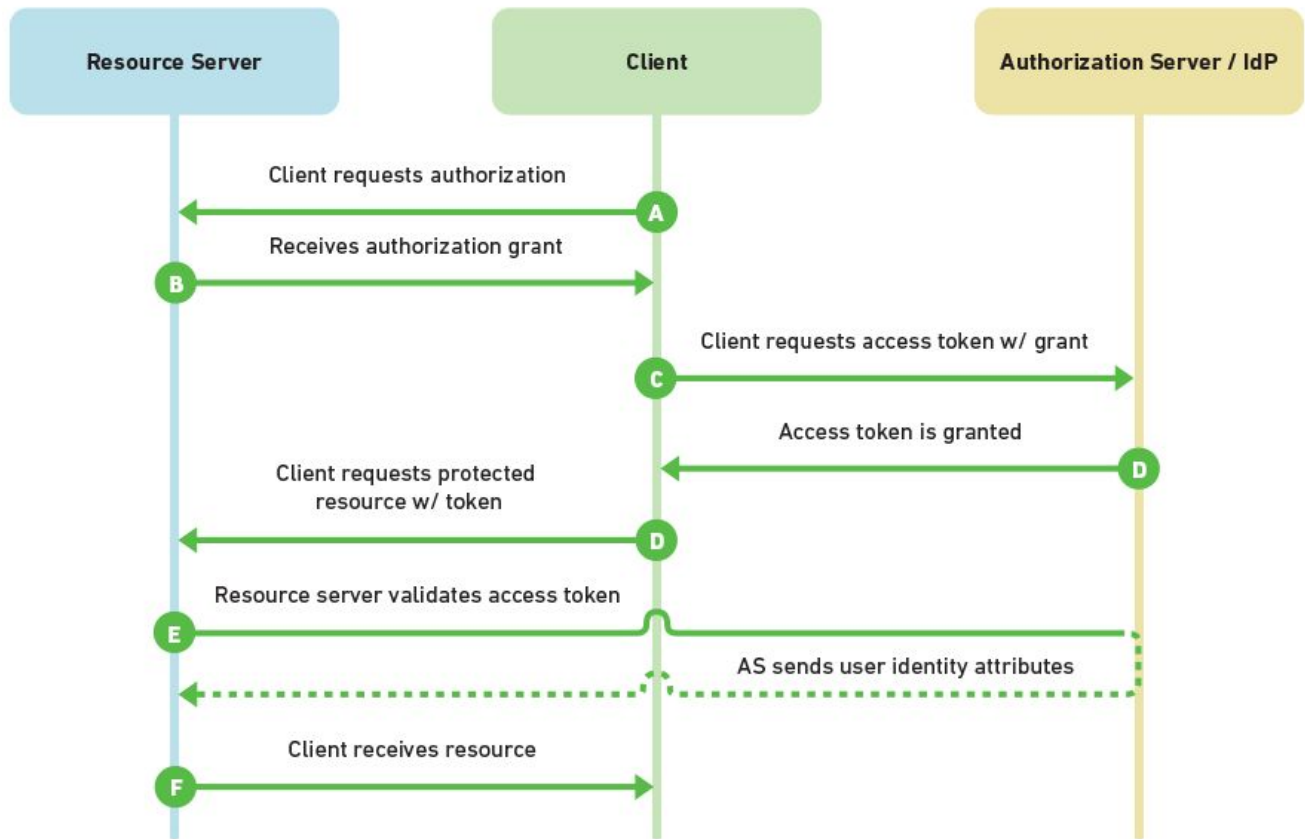 Resource Server
Client
Authorization Server / IdP
Client requests authorization
A
Receives authorization grant
B
Client requests access token w/ grant
C
Access token is granted
D
Client requests protected
resource w/ token
D
Resource server validates access token
E
AS sends user identity attributes
Client receives resource
F